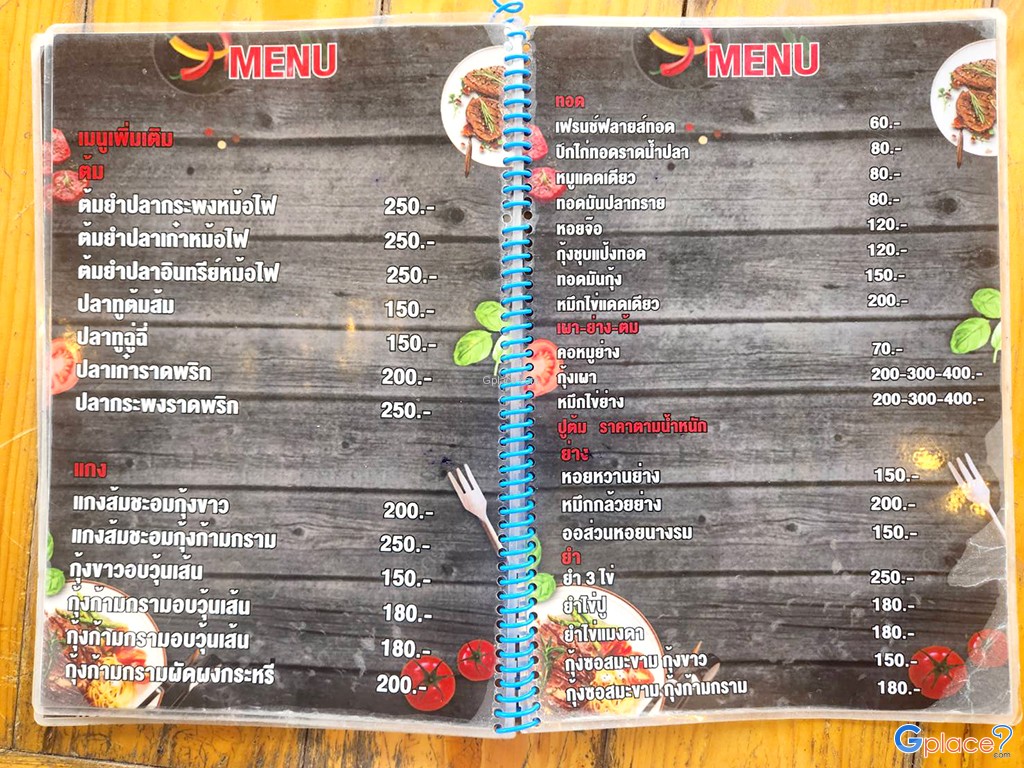 MENU
เมนูเพิ่มเติม
ต้ม
ต้มยำปลากระพงหม้อไฟ 250.-
ต้มยำปลาเก๋าหม้อไฟ 250.-
ต้มยำปลาอินทรีย์หม้อไฟ 250.-
ปลาทูต้มส้ม 150.-
ปลาทูฉู่ฉี่ 150.-
ปลาเก๋าราดพริก 200.-
ปลากระพงราดพริก 250.-
แกง
แกงส้มชะอมกุ้งขาว 200.-
แกงส้มชะอมกุ้งก้ามกราม 250.-
กุ้งขาวอบวุ้นเส้น 150.-
กุ้งก้ามกรามอบวุ้นเส้น 180.-
กุ้งก้ามกรามอบวุ้นเส้น 180.-
กุ้งก้ามกรามผัดผงกระหรี่ 200.-
MENU
ทอด
เฟรนช์ฟลายส์ทอด 60.-
ปีกไก่ทอดราดน้ำปลา 80.-
หมูแดดเดียว 80.-
ทอดมันปลากราย 80.-
หอยจ๊อ 120.-
กุ้งชุบแป้งทอด 120.-
ทอดมันกุ้ง 150.-
หมึกไข่แดดเดียว 200.-
เผา-ย่าง-ต้ม
คอหมูย่าง 70.-
กุ้งเผา 200-300-400.-
หมึกไข่ย่าง 200-300-400.-
ปูต้ม ราคาตามน้ำหนัก
ย่าง
หอยหวานย่าง 150.-
หมึกกล้วยย่าง 200.-
ออส่วนหอยนางรม 150.-
ยำ
ยำ 3 ไข่ 250.-
ยำไข่ปู 180.-
ยำไข่แมงดา 180.-
กุ้งซอสมะขาม กุ้งขาว 150.-
กุ้งซอสมะขาม กุ้งก้ามกราม 180.-
Gplace
.com